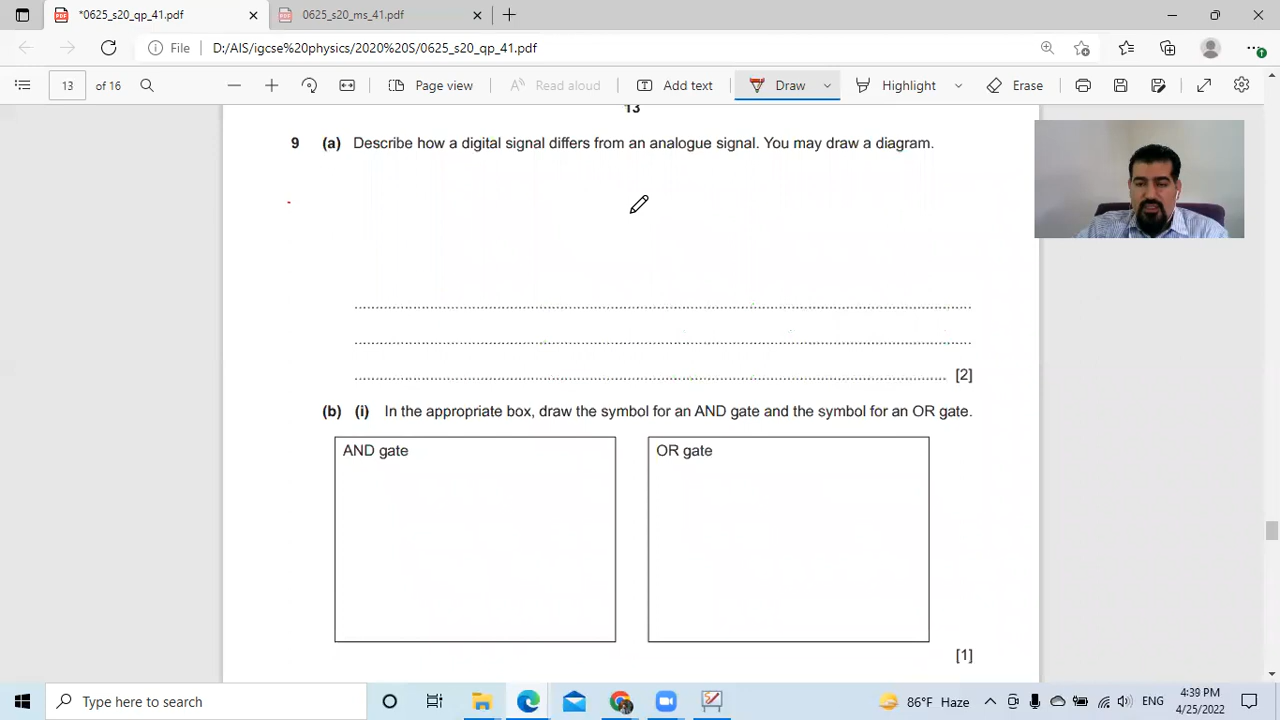 *0625_s20_qp_41.pdf
0625_s20_ms_41.pdf
File D:/AIS/igcse%20physics/2020%20S/0625_s20_qp_41.pdf
13 of 16 Page view Read aloud Add text Draw Highlight Erase
13
9 (a) Describe how a digital signal differs from an analogue signal. You may draw a diagram.
[2]
(b) (i) In the appropriate box, draw the symbol for an AND gate and the symbol for an OR gate.
AND gate
OR gate
[1]
Type here to search
86°F Haze
ENG
4:39 PM
4/25/2022